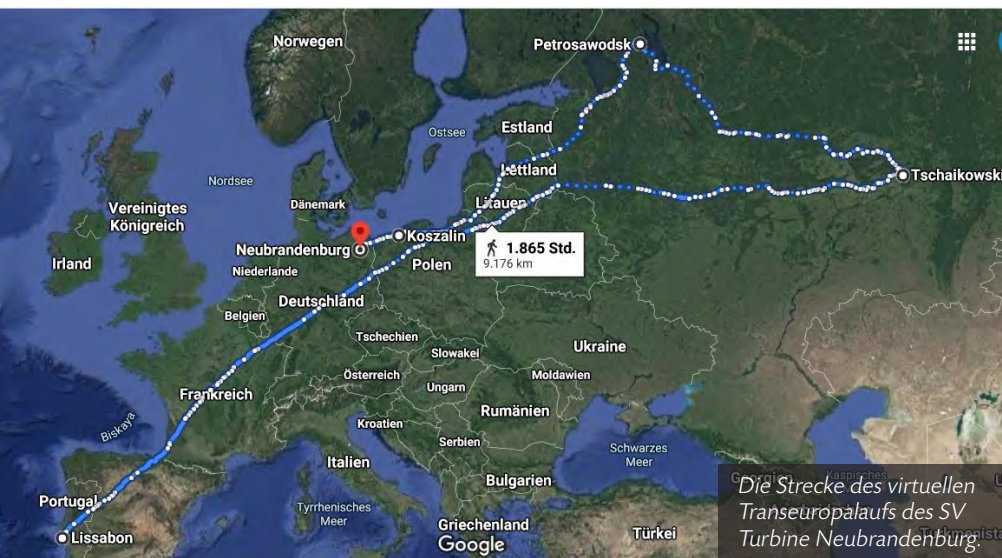 Norwegen
Petrosawodsk
Ostsee
Estland
Lettland
Tschaikowski
Nordsee
Dänemark
Litauen
Vereinigtes
Königreich
Koszalin
Neubrandenburg
1.865 Std.
9.176 km
Irland
Niederlande
Polen
Deutschland
Belgien
Tschechien
Slowakei
Ukraine
Österreich
Moldawien
Ungarn
Frankreich
Rumänien
Kroatien
Biskaya
Serbien
Italien
Schwarzes
Meer
Bulgarien
Georgien
Kaspisches
Portugal
Tyrrhenisches
Meer
Lissabon
Griechenland
Türkei
Google
Die Strecke des virtuellen
Transeuropalaufs des SV
Turbine Neubrandenburg.